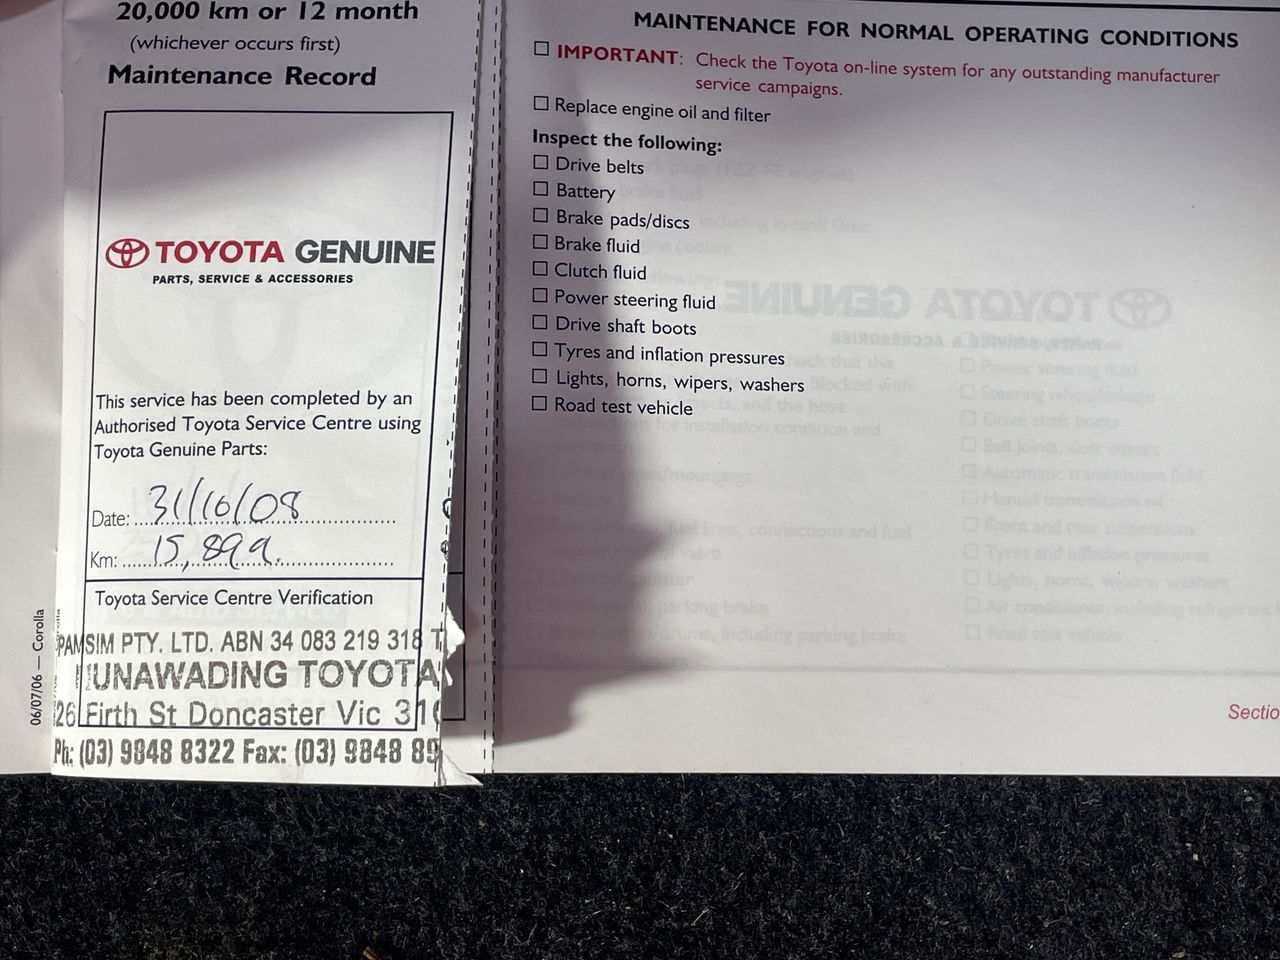 20,000 km or 12 month
(whichever occurs first)
Maintenance Record
TOYOTA GENUINE
PARTS, SERVICE & ACCESSORIES
This service has been completed by an
Authorised Toyota Service Centre using
Toyota Genuine Parts:
Date: 31/10/08
Km: 15,899.
Toyota Service Centre Verification
PAMSIM PTY. LTD. ABN 34 083 219 318 T
NUNAWADING TOYOTA
26 Firth St Doncaster Vic 31
Ph: (03) 9848 8322 Fax: (03) 9848 89
06/07/06 — Corolla
MAINTENANCE FOR NORMAL OPERATING CONDITIONS
☐ IMPORTANT: Check the Toyota on-line system for any outstanding manufacturer
service campaigns.
☐ Replace engine oil and filter
Inspect the following:
☐ Drive belts
☐ Battery
☐ Brake pads/discs
☐ Brake fluid
☐ Clutch fluid
☐ Power steering fluid
☐ Drive shaft boots
☐ Tyres and inflation pressures
☐ Lights, horns, wipers, washers
☐ Road test vehicle
Sectio